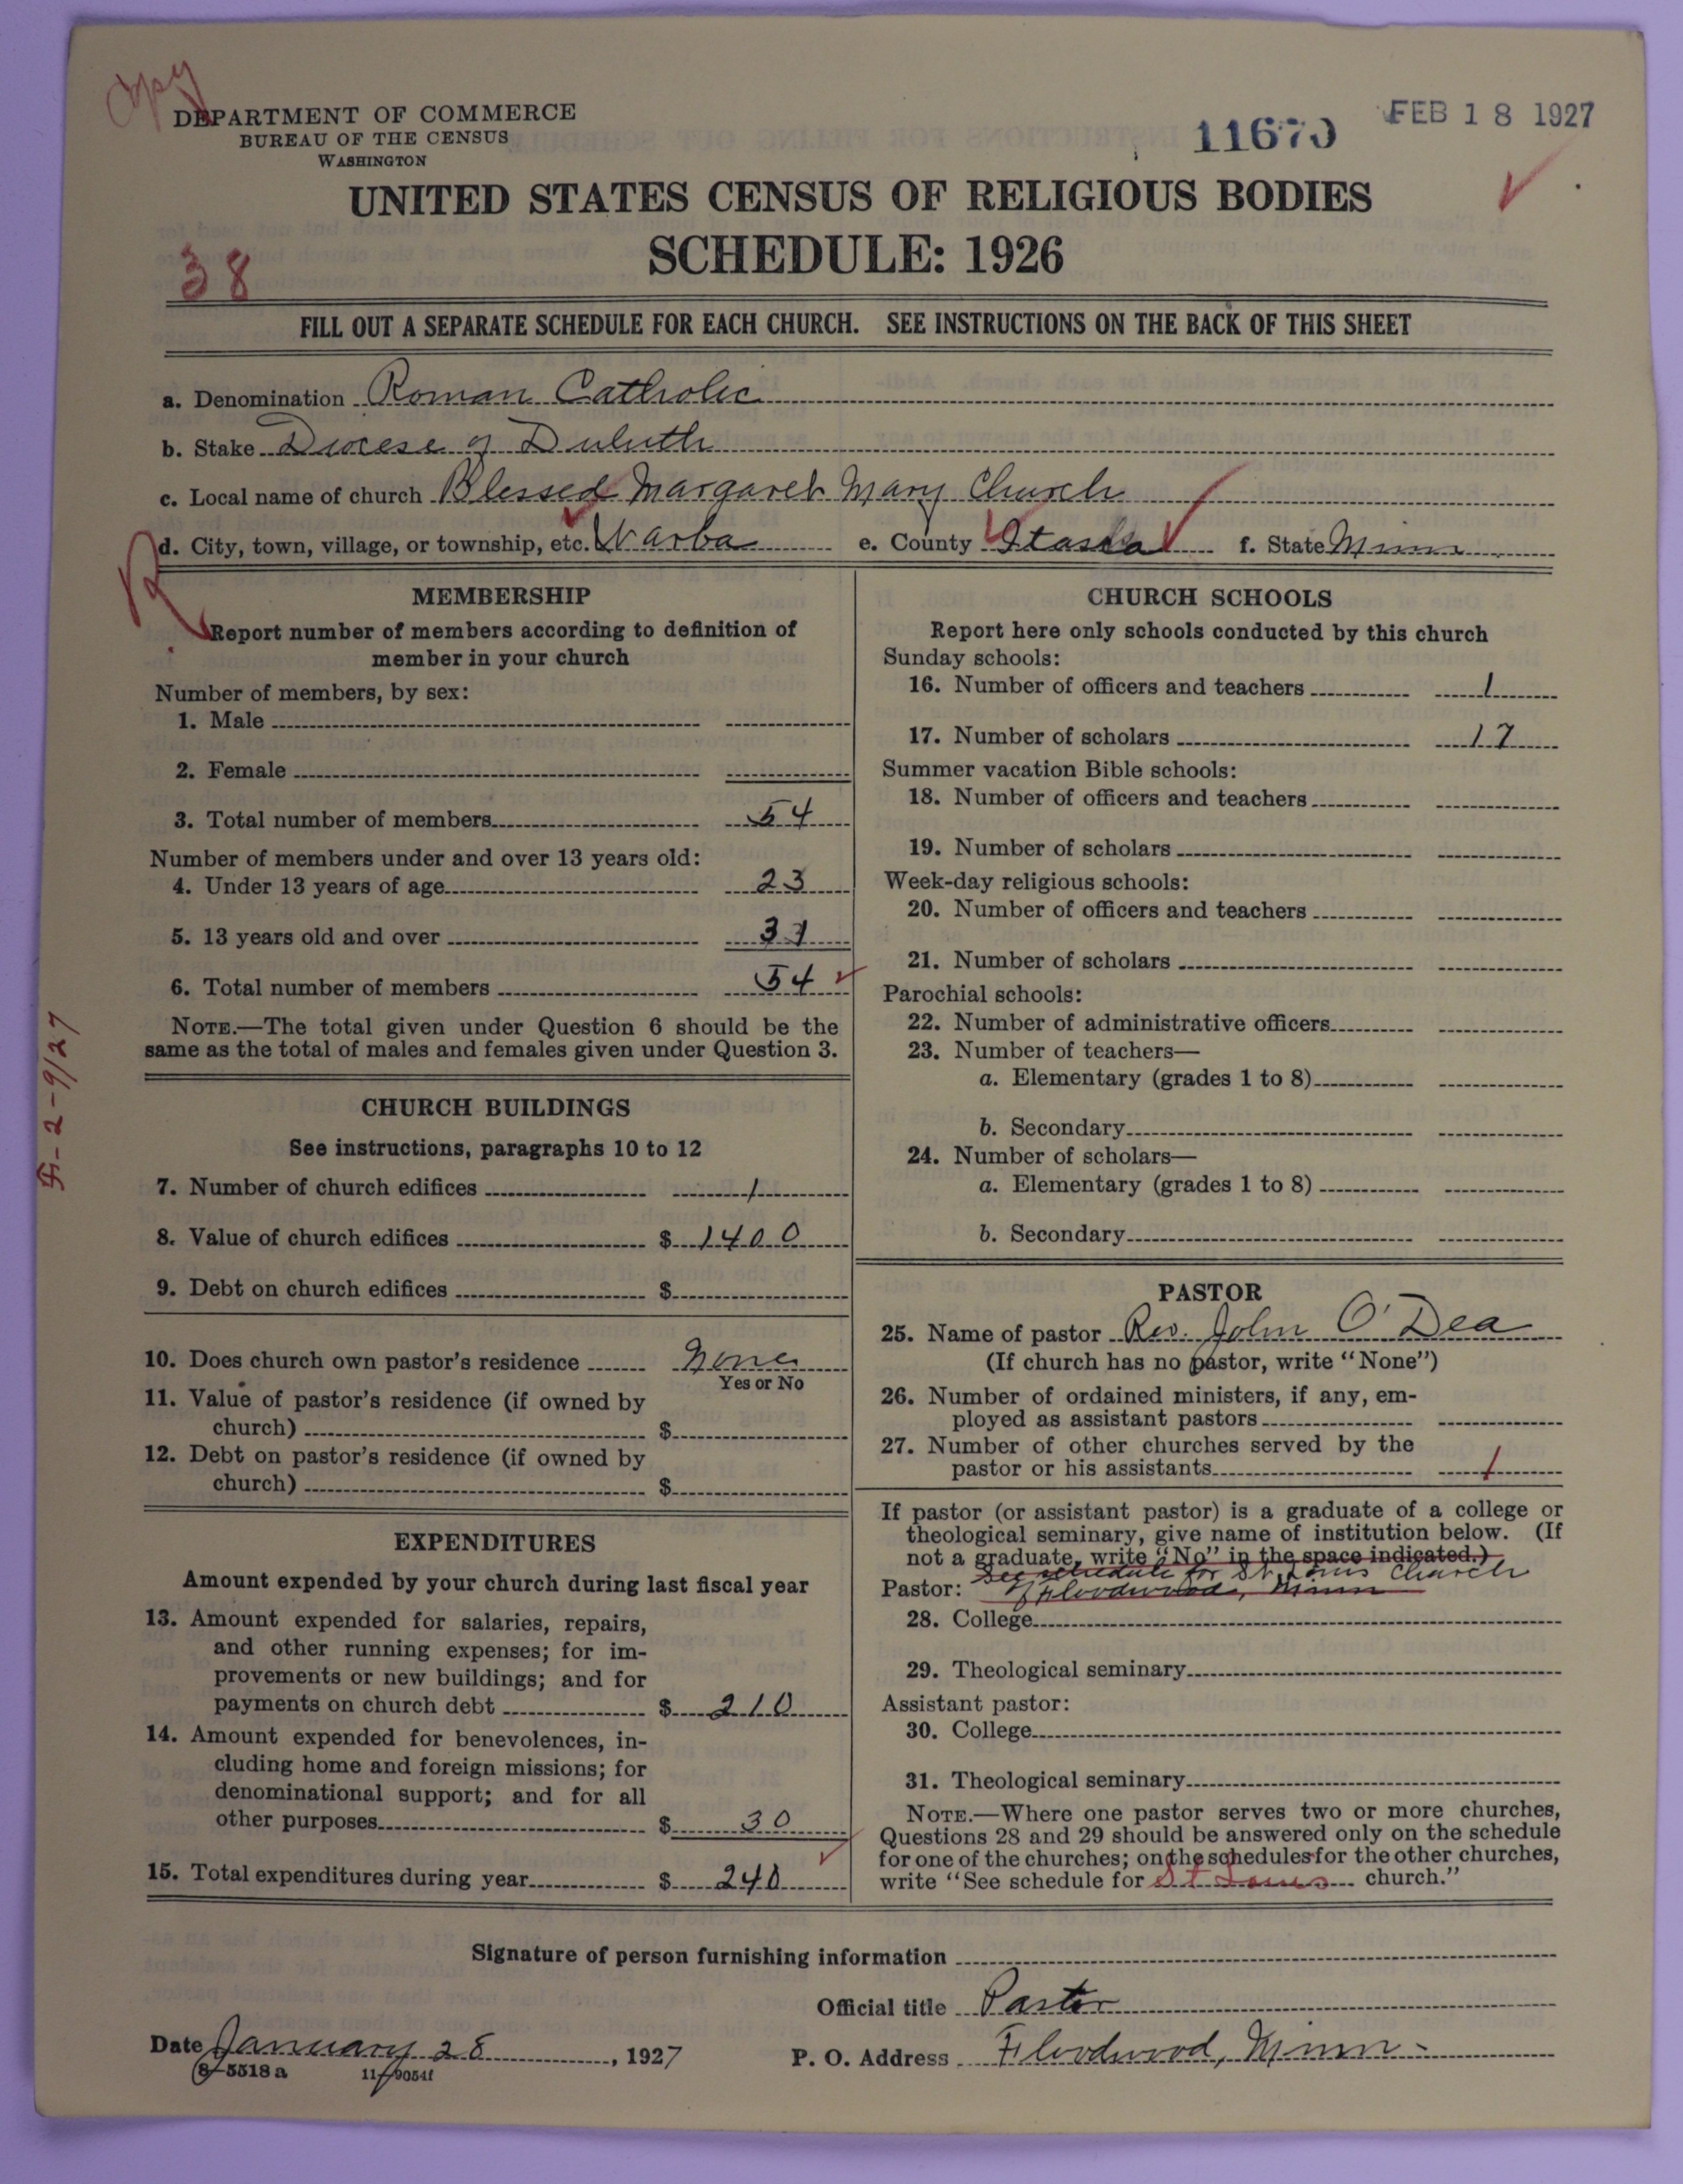 Copy
DEPARTMENT OF COMMERCE
BUREAU OF THE CENSUS
WASHINGTON
11670
FEB 18 1927
UNITED STATES CENSUS OF RELIGIOUS BODIES
SCHEDULE: 1926
38
FILL OUT A SEPARATE SCHEDULE FOR EACH CHURCH. SEE INSTRUCTIONS ON THE BACK OF THIS SHEET
a. Denomination Roman Catholic
b. Stake Diocese of Duluth
c. Local name of church Blessed Margaret Mary Church
d. City, town, village, or township, etc. Warba e. County Itaska f. State Minn
MEMBERSHIP
Report number of members according to definition of
member in your church
Number of members, by sex:
1. Male
2. Female
3. Total number of members 54
Number of members under and over 13 years old:
4. Under 13 years of age 23
5. 13 years old and over 31
6. Total number of members 54
NOTE.—The total given under Question 6 should be the
same as the total of males and females given under Question 3.
CHURCH BUILDINGS
See instructions, paragraphs 10 to 12
7. Number of church edifices 1
8. Value of church edifices $ 1400
9. Debt on church edifices $
10. Does church own pastor's residence None
Yes or No
11. Value of pastor's residence (if owned by
church) $
12. Debt on pastor's residence (if owned by
church) $
EXPENDITURES
Amount expended by your church during last fiscal year
13. Amount expended for salaries, repairs,
and other running expenses; for im-
provements or new buildings; and for
payments on church debt $ 210
14. Amount expended for benevolences, in-
cluding home and foreign missions; for
denominational support; and for all
other purposes $ 30
15. Total expenditures during year $ 240
CHURCH SCHOOLS
Report here only schools conducted by this church
Sunday schools:
16. Number of officers and teachers 1
17. Number of scholars 17
Summer vacation Bible schools:
18. Number of officers and teachers
19. Number of scholars
Week-day religious schools:
20. Number of officers and teachers
21. Number of scholars
Parochial schools:
22. Number of administrative officers
23. Number of teachers—
a. Elementary (grades 1 to 8)
b. Secondary
24. Number of scholars—
a. Elementary (grades 1 to 8)
b. Secondary
PASTOR
25. Name of pastor Rev. John O'Dea
(If church has no pastor, write "None")
26. Number of ordained ministers, if any, em-
ployed as assistant pastors
27. Number of other churches served by the
pastor or his assistants 1
If pastor (or assistant pastor) is a graduate of a college or
theological seminary, give name of institution below. (If
not a graduate, write "No" in the space indicated.)
See schedule for St. Louis Church
Pastor: Floodwood, Minn
28. College
29. Theological seminary
Assistant pastor:
30. College
31. Theological seminary
NOTE.—Where one pastor serves two or more churches,
Questions 28 and 29 should be answered only on the schedule
for one of the churches; on the schedules for the other churches,
write "See schedule for St Louis church."
Signature of person furnishing information
Official title Pastor
Date January 28, 1927
P. O. Address Floodwood, Minn-
8-5518 a